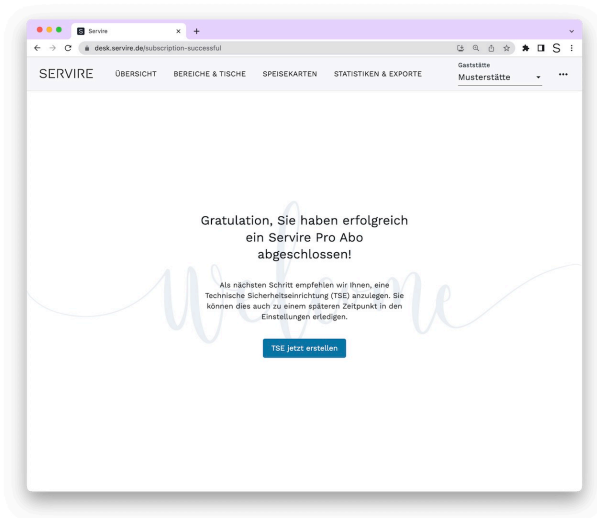 Servire
desk.servire.de/subscription-successful
S
SERVIRE
ÜBERSICHT
BEREICHE & TISCHE
SPEISEKARTEN
STATISTIKEN & EXPORTE
Gaststätte
Musterstätte
welcome
Gratulation, Sie haben erfolgreich
ein Servire Pro Abo
abgeschlossen!
Als nächsten Schritt empfehlen wir Ihnen, eine
Technische Sicherheitseinrichtung (TSE) anzulegen. Sie
können dies auch zu einem späteren Zeitpunkt in den
Einstellungen erledigen.
TSE jetzt erstellen